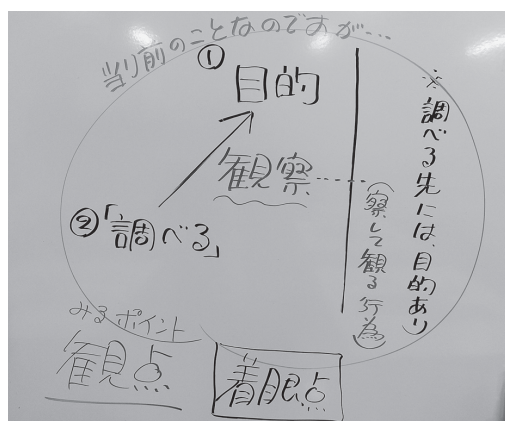 当り前のことなのですが…
① 目的
観察
②「調べる」
※調べる先には、目的あり
(察して観る行為)
みるポイント
観点
着眼点